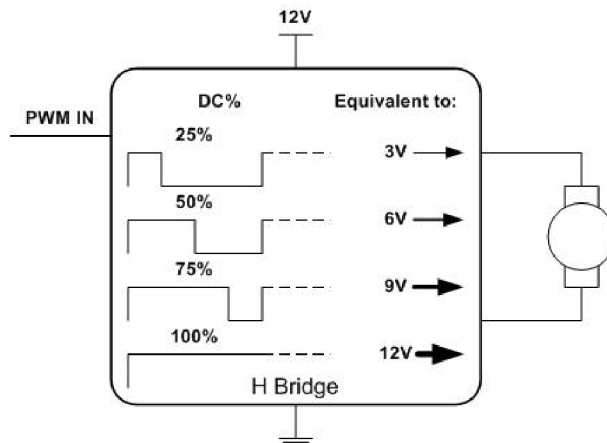 12V
DC%
Equivalent to:
PWM IN
25%
3V
50%
6V
75%
9V
100%
12V
H Bridge